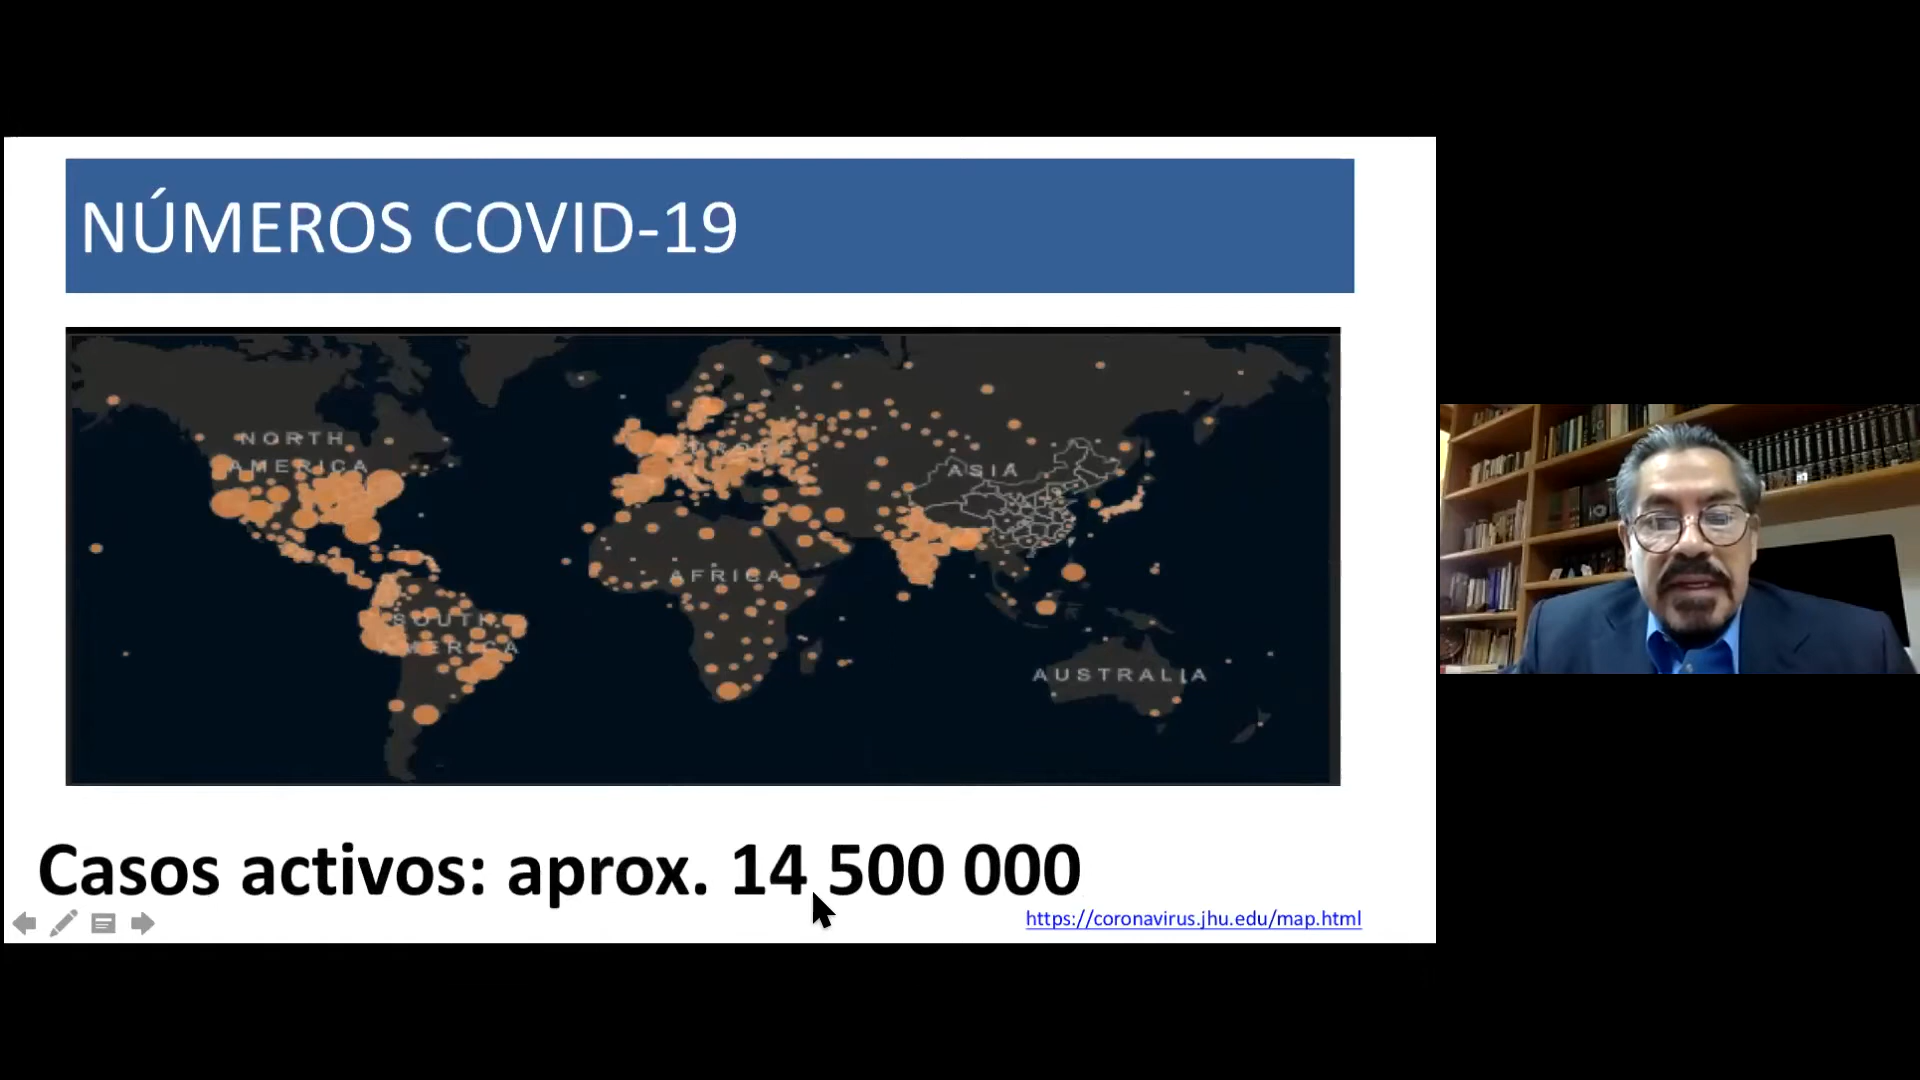 NÚMEROS COVID-19
NORTH
AMERICA
EUROPE
ASIA
AFRICA
SOUTH
AMERICA
AUSTRALIA
Casos activos: aprox. 14 500 000
https://coronavirus.jhu.edu/map.html